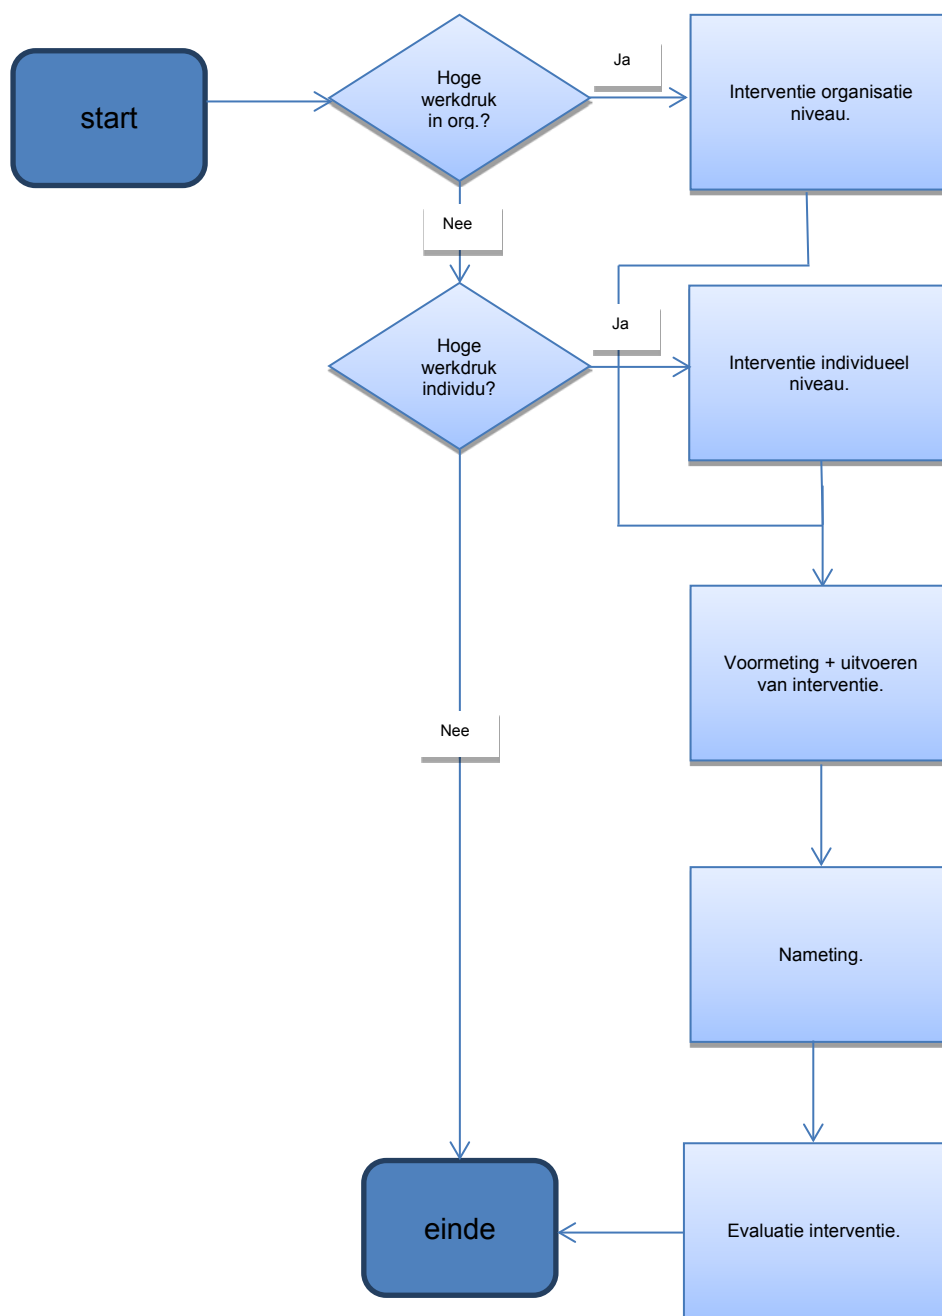 start
Hoge
werkdruk
in org.?
Ja
Interventie organisatie
niveau.
Nee
Hoge
werkdruk
individu?
Ja
Interventie individueel
niveau.
Voormeting + uitvoeren
van interventie.
Nee
Nameting.
einde
Evaluatie interventie.